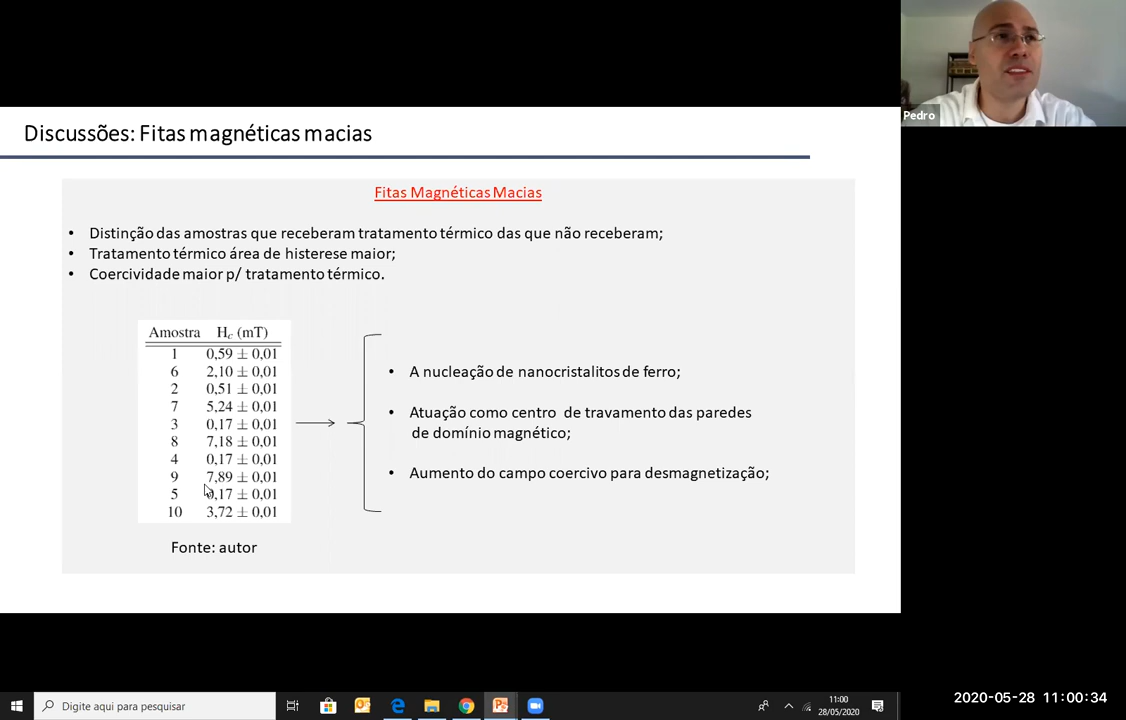 Pedro
Discussões: Fitas magnéticas macias
Fitas Magnéticas Macias
• Distinção das amostras que receberam tratamento térmico das que não receberam;
• Tratamento térmico área de histerese maior;
• Coercividade maior p/ tratamento térmico.
Amostra Hc (mT)
1 0,59 ± 0,01
6 2,10 ± 0,01
2 0,51 ± 0,01
7 5,24 ± 0,01
3 0,17 ± 0,01
8 7,18 ± 0,01
4 0,17 ± 0,01
9 7,89 ± 0,01
5 0,17 ± 0,01
10 3,72 ± 0,01
Fonte: autor
• A nucleação de nanocristalitos de ferro;
• Atuação como centro de travamento das paredes
de domínio magnético;
• Aumento do campo coercivo para desmagnetização;
Digite aqui para pesquisar
11:00
28/05/2020
2020-05-28 11:00:34